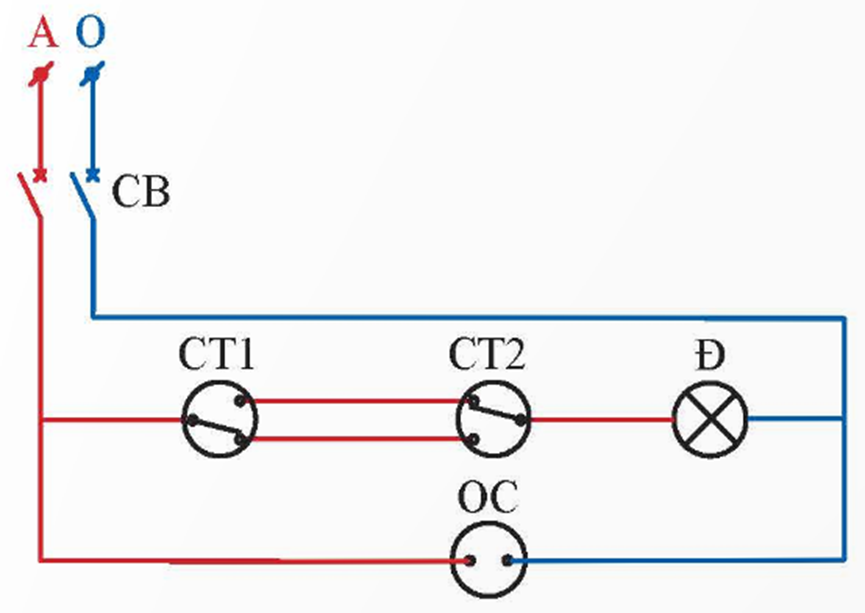 A O
CB
CT1 CT2 Đ
OC